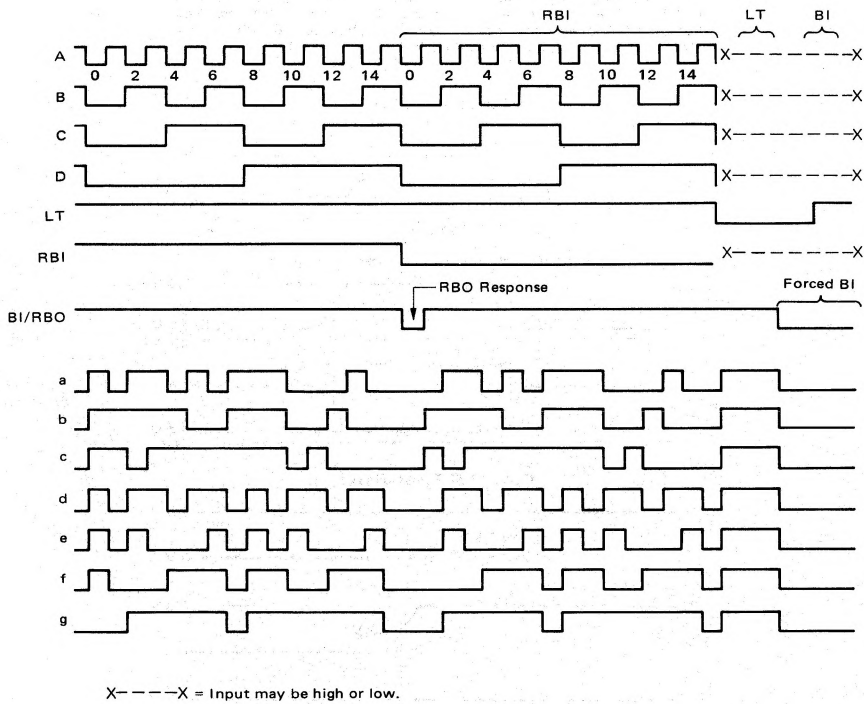 RBI LT BI
A X – – – – – – X
0 2 4 6 8 10 12 14 0 2 4 6 8 10 12 14
B X – – – – – – X
C X – – – – – – X
D X – – – – – – X
LT
RBI X – – – – – – X
RBO Response Forced BI
BI/RBO
a
b
c
d
e
f
g
X– – – –X = Input may be high or low.